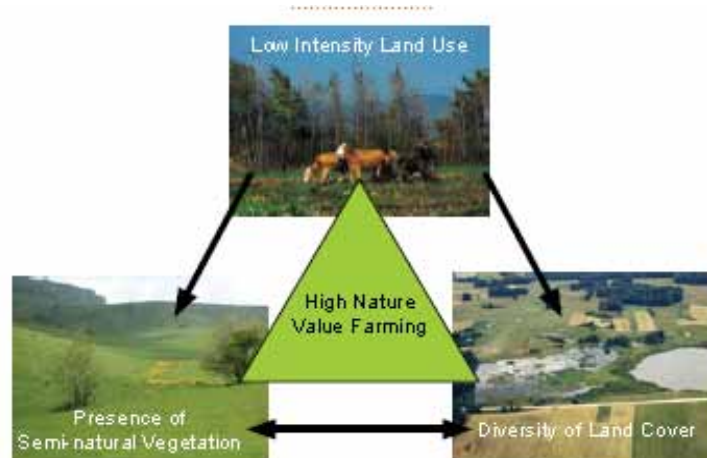 Low Intensity Land Use
High Nature
Value Farming
Presence of
Semi-natural Vegetation
Diversity of Land Cover